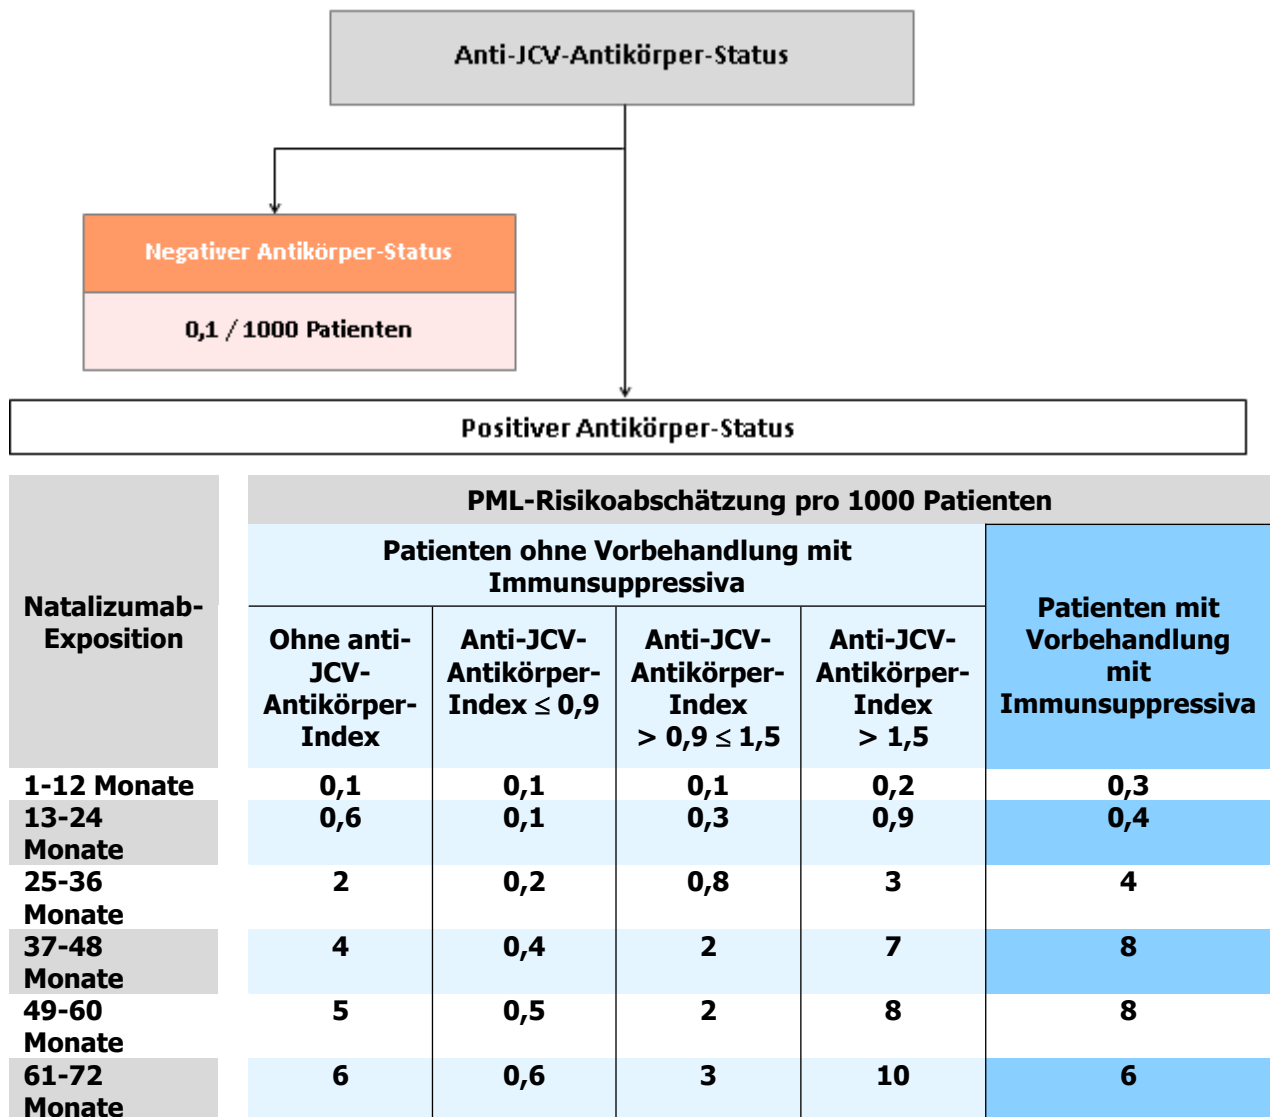 Anti-JCV-Antikörper-Status
Negativer Antikörper-Status
0,1 / 1000 Patienten
Positiver Antikörper-Status
Natalizumab-
Exposition
PML-Risikoabschätzung pro 1000 Patienten
Patienten ohne Vorbehandlung mit
Immunsuppressiva
Patienten mit
Vorbehandlung
mit
Immunsuppressiva
Ohne anti-
JCV-
Antikörper-
Index
Anti-JCV-
Antikörper-
Index ≤ 0,9
Anti-JCV-
Antikörper-
Index
> 0,9 ≤ 1,5
Anti-JCV-
Antikörper-
Index
> 1,5
1-12 Monate 0,1 0,1 0,1 0,2 0,3
13-24 0,6 0,1 0,3 0,9 0,4
Monate
25-36 2 0,2 0,8 3 4
Monate
37-48 4 0,4 2 7 8
Monate
49-60 5 0,5 2 8 8
Monate
61-72 6 0,6 3 10 6
Monate